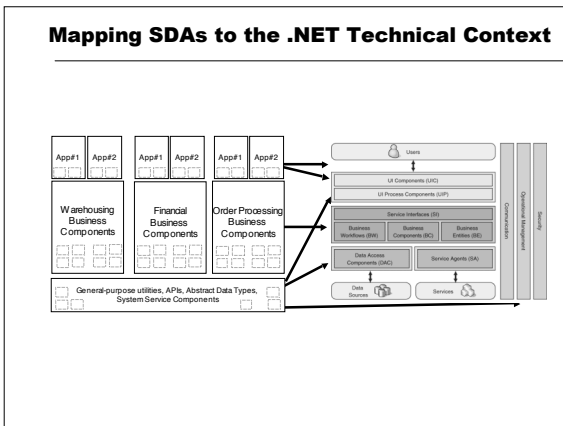 Mapping SDAs to the .NET Technical Context
App#1
App#2
App#1
App#2
App#1
App#2
Warehousing
Business
Components
Financial
Business
Components
Order Processing
Business
Components
General-purpose utilities, APIs, Abstract Data Types,
System Service Components
Users
UI Components (UIC)
UI Process Components (UIP)
Service Interfaces (SI)
Business
Workflows (BW)
Business
Components (BC)
Business
Entities (BE)
Data Access
Components (DAC)
Service Agents (SA)
Data
Sources
Services
Communication
Operational Management
Security